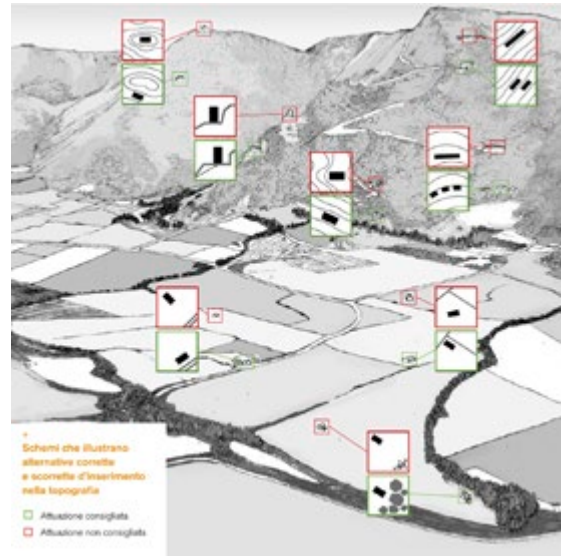 +
Schemi che illustrano
alternative corrette
e scorrette d'inserimento
nella topografia
Attuazione consigliata
Attuazione non consigliata